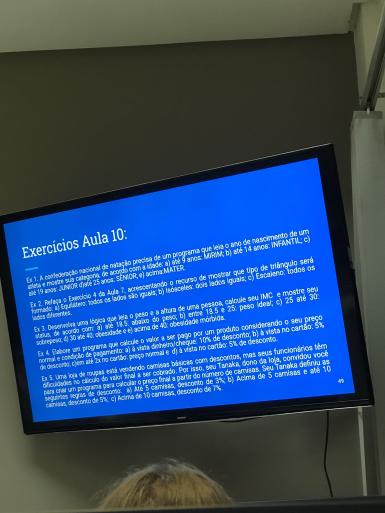 Exercícios Aula 10:
Ex 1. A confederação nacional de natação precisa de um programa que leia o ano de nascimento de um
atleta e mostre sua categoria, de acordo com a idade: a) até 9 anos: MIRIM; b) até 14 anos: INFANTIL; c)
até 19 anos: JUNIOR d)até 25 anos: SÊNIOR; e) acima:MATER.
Ex 2. Refaça o Exercício 4 da Aula 7, acrescentando o recurso de mostrar que tipo de triângulo será
formado: a) Equilátero: todos os lados são iguais; b) Isósceles: dois lados iguais; c) Escaleno: todos os
lados diferentes.
Ex 3. Desenvolva uma lógica que leia o peso e a altura de uma pessoa, calcule seu IMC e mostre seu
status, de acordo com: a) até 18.5: abaixo do peso; b) entre 18.5 e 25: peso ideal; c) 25 até 30:
sobrepeso; d) 30 até 40: obesidade e e) acima de 40: obesidade morbida.
Ex 4. Elabore um programa que calcule o valor a ser pago por um produto considerando o seu preço
normal e condição de pagamento: a) à vista dinheiro/cheque: 10% de desconto; b) à vista no cartão: 5%
de desconto; c)em até 2x no cartão: preço normal e d) à vista no cartão: 5% de desconto.
Ex 5. Uma loja de roupas está vendendo camisas básicas com descontos, mas seus funcionários têm
dificuldades no cálculo do valor final a ser cobrado. Por isso, seu Tanaka, dono da loja, convidou você
para criar um programa para calcular o preço final a partir do número de camisas. Seu Tanaka definiu as
seguintes regras de desconto: a) Até 5 camisas, desconto de 3%; b) Acima de 5 camisas e até 10
camisas, desconto de 5%; c) Acima de 10 camisas, desconto de 7%.